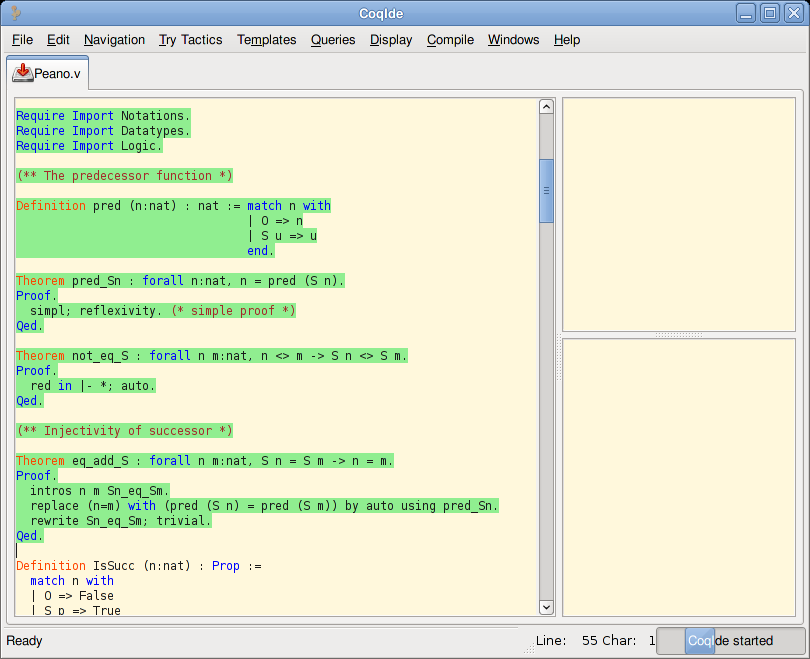 CoqIde
File Edit Navigation Try Tactics Templates Queries Display Compile Windows Help
Peano.v
Require Import Notations.
Require Import Datatypes.
Require Import Logic.
(** The predecessor function *)
Definition pred (n:nat) : nat := match n with
| O => n
| S u => u
end.
Theorem pred_Sn : forall n:nat, n = pred (S n).
Proof.
simpl; reflexivity. (* simple proof *)
Qed.
Theorem not_eq_S : forall n m:nat, n <> m -> S n <> S m.
Proof.
red in |- *; auto.
Qed.
(** Injectivity of successor *)
Theorem eq_add_S : forall n m:nat, S n = S m -> n = m.
Proof.
intros n m Sn_eq_Sm.
replace (n=m) with (pred (S n) = pred (S m)) by auto using pred_Sn.
rewrite Sn_eq_Sm; trivial.
Qed.
Definition IsSucc (n:nat) : Prop :=
match n with
| O => False
| S p => True
Ready Line: 55 Char: 1 CoqIde started